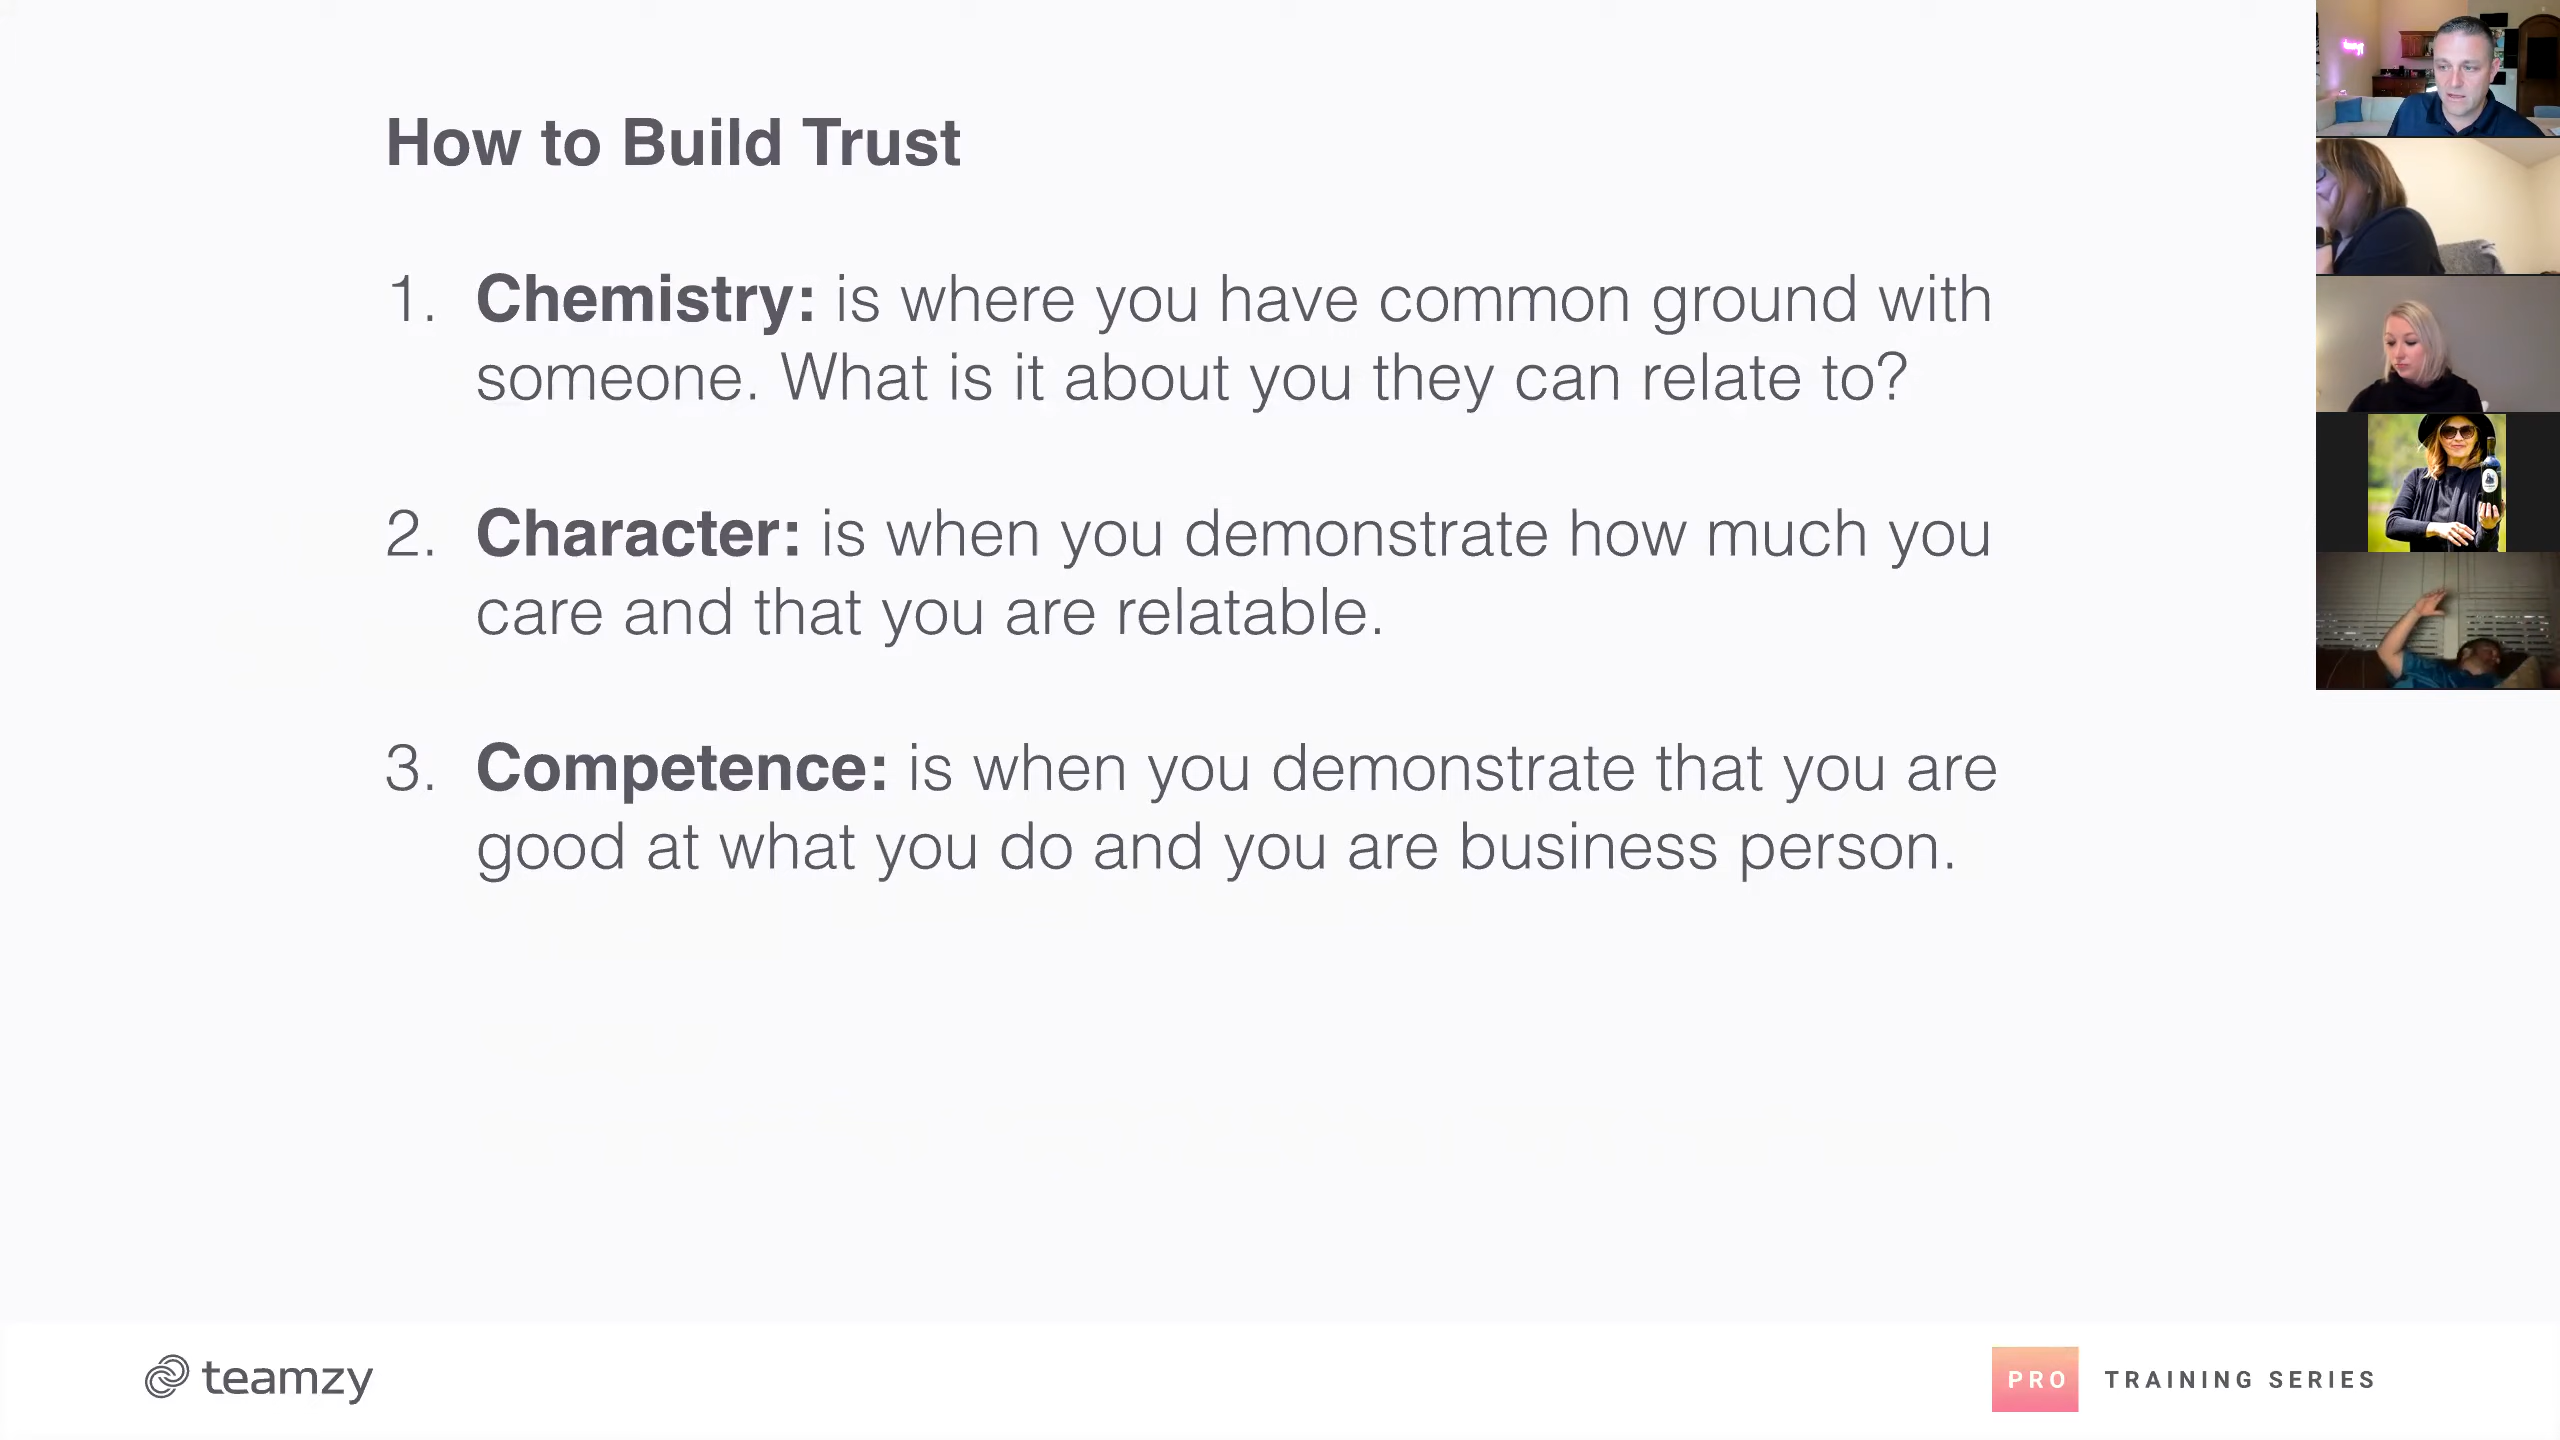 How to Build Trust
1. Chemistry: is where you have common ground with
someone. What is it about you they can relate to?
2. Character: is when you demonstrate how much you
care and that you are relatable.
3. Competence: is when you demonstrate that you are
good at what you do and you are business person.
teamzy
PRO TRAINING SERIES
teamzy